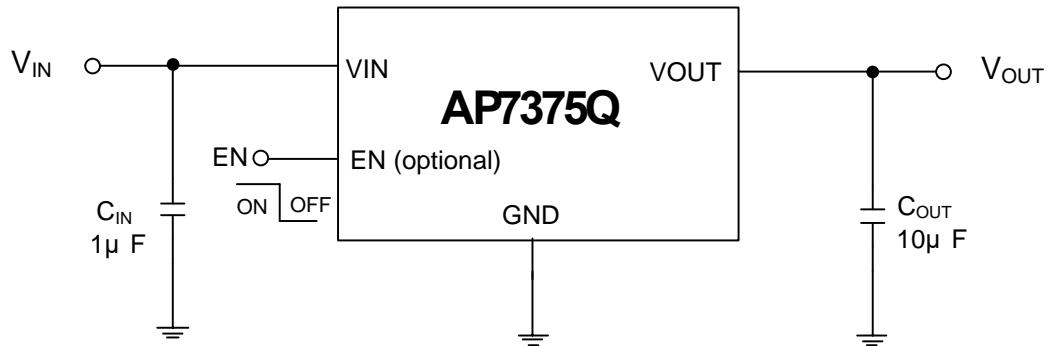 VIN
VIN
VOUT
VOUT
AP7375Q
EN
EN (optional)
ON
OFF
GND
CIN
1µ F
COUT
10µ F